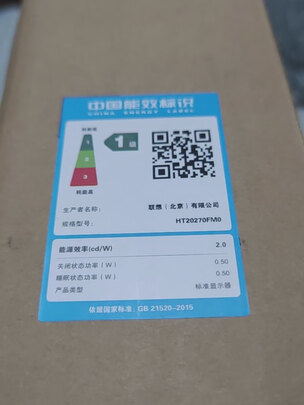 中国能效标识
CHINA ENERGY LABEL
耗能低
1
2
3
耗能高
1级
生产者名称： 联想（北京）有限公司
规格型号： HT20270FM0
能源效率(cd/W) 2.0
关闭状态功率（W） 0.50
睡眠状态功率（W） 0.50
产品类型 标准显示器
依据国家标准：GB 21520-2015